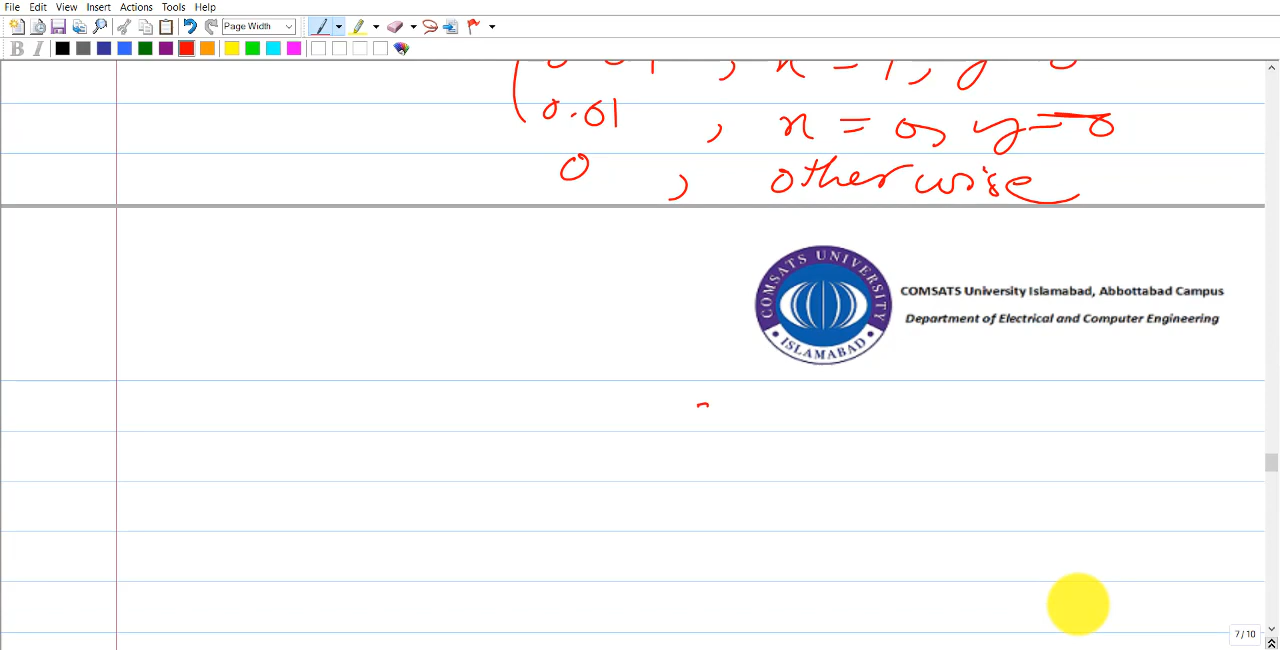 File Edit View Insert Actions Tools Help
Page Width
B I
, x = 1, y
0.01 , x = 0, y = 0
0 , otherwise
COMSATS UNIVERSITY
ISLAMABAD
COMSATS University Islamabad, Abbottabad Campus
Department of Electrical and Computer Engineering
7 / 10